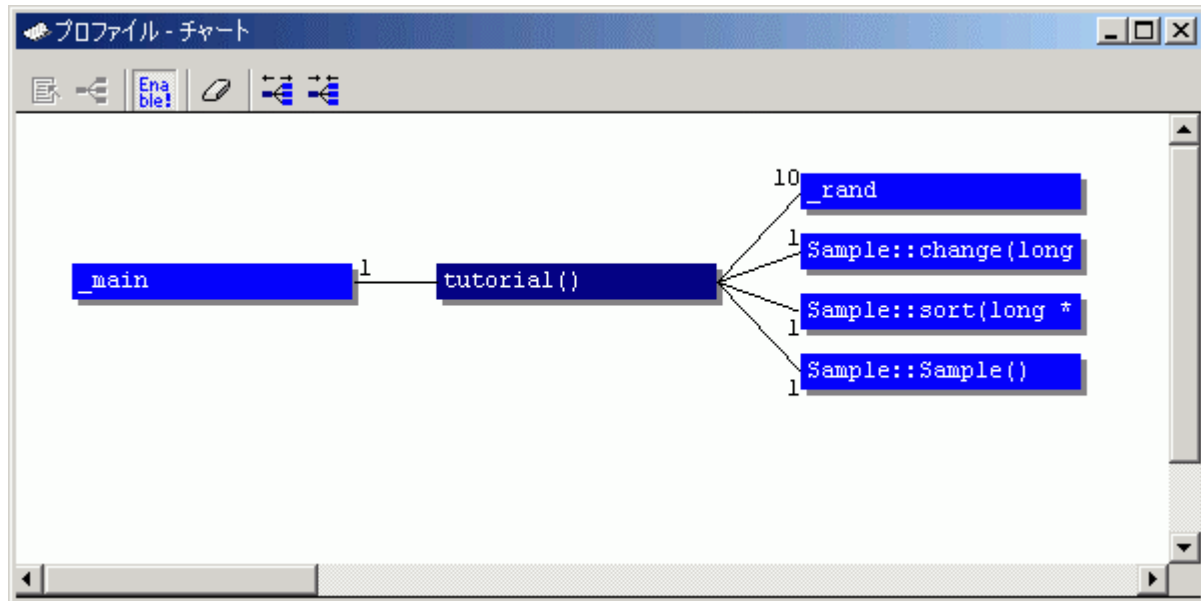 プロファイル - チャート
Ena
ble!
10
_rand
1
Sample::change(long
_main
1
tutorial()
Sample::sort(long *
1
Sample::Sample()
1